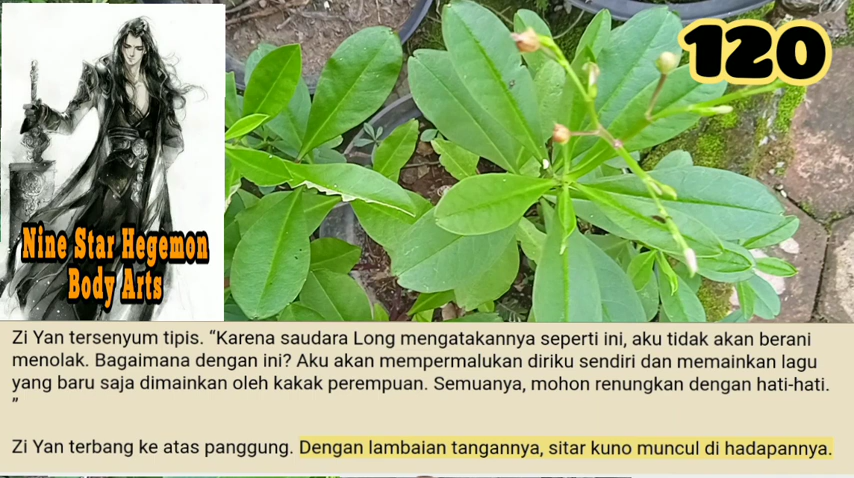 120
Nine Star Hegemon
Body Arts
Zi Yan tersenyum tipis. “Karena saudara Long mengatakannya seperti ini, aku tidak akan berani
menolak. Bagaimana dengan ini? Aku akan mempermalukan diriku sendiri dan memainkan lagu
yang baru saja dimainkan oleh kakak perempuan. Semuanya, mohon renungkan dengan hati-hati.
”
Zi Yan terbang ke atas panggung. Dengan lambaian tangannya, sitar kuno muncul di hadapannya.